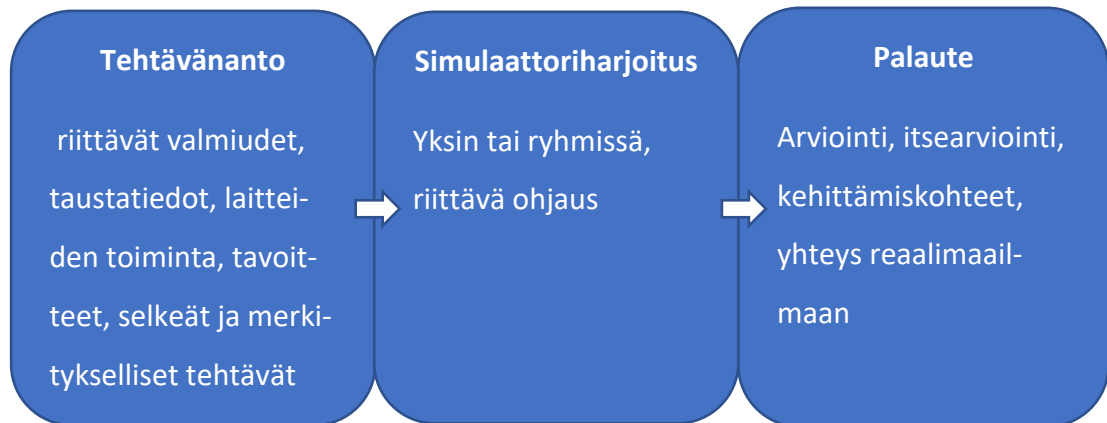 Tehtävänanto
riittävät valmiudet,
taustatiedot, laittei-
den toiminta, tavoit-
teet, selkeät ja merki-
tykselliset tehtävät
Simulaattoriharjoitus
Yksin tai ryhmissä,
riittävä ohjaus
Palaute
Arviointi, itsearviointi,
kehittämiskohteet,
yhteys reaalimaail-
maan